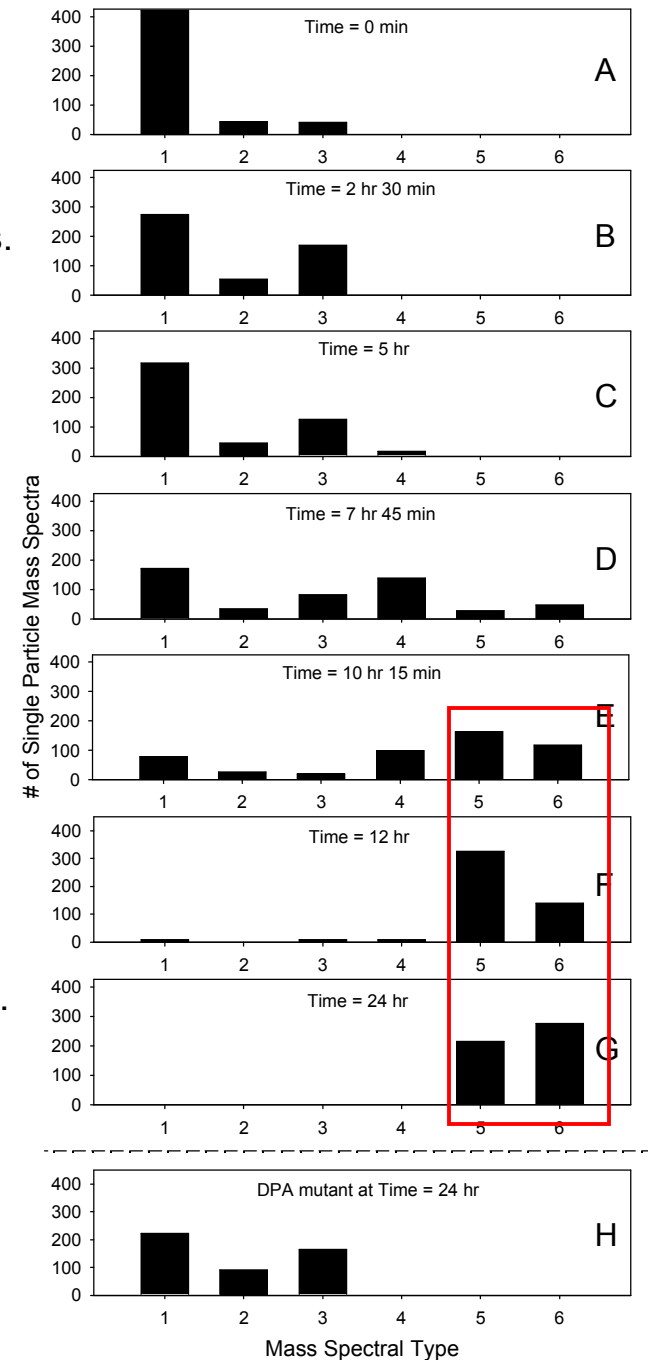 s.
.
# of Single Particle Mass Spectra
400
300
200
100
0
Time = 0 min
A
1 2 3 4 5 6
400
300
200
100
0
Time = 2 hr 30 min
B
1 2 3 4 5 6
400
300
200
100
0
Time = 5 hr
C
1 2 3 4 5 6
400
300
200
100
0
Time = 7 hr 45 min
D
1 2 3 4 5 6
400
300
200
100
0
Time = 10 hr 15 min
E
1 2 3 4 5 6
400
300
200
100
0
Time = 12 hr
F
1 2 3 4 5 6
400
300
200
100
0
Time = 24 hr
G
1 2 3 4 5 6
400
300
200
100
0
DPA mutant at Time = 24 hr
H
1 2 3 4 5 6
Mass Spectral Type